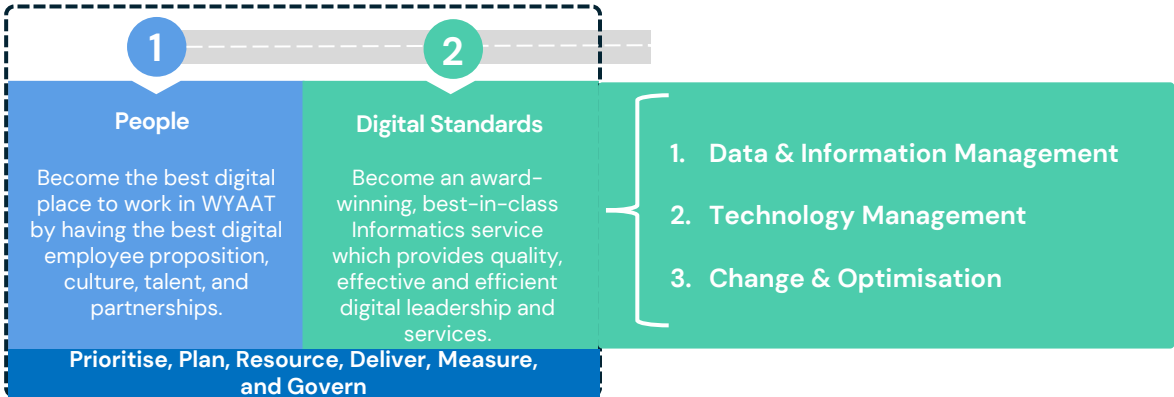 1
People
Become the best digital
place to work in WYAAT
by having the best digital
employee proposition,
culture, talent, and
partnerships.
2
Digital Standards
Become an award-
winning, best-in-class
Informatics service
which provides quality,
effective and efficient
digital leadership and
services.
Prioritise, Plan, Resource, Deliver, Measure,
and Govern
1. Data & Information Management
2. Technology Management
3. Change & Optimisation